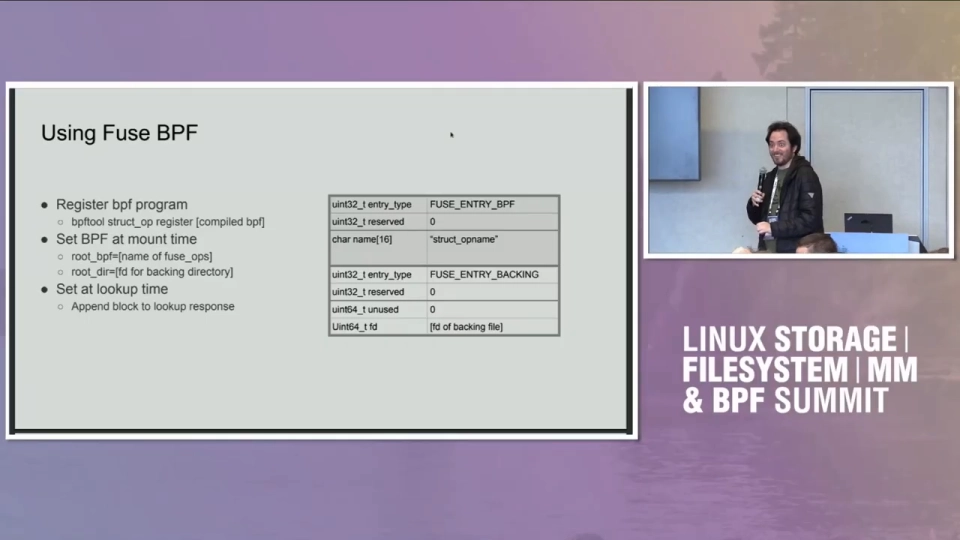 Using Fuse BPF
● Register bpf program
○ bpftool struct_op register [compiled bpf]
● Set BPF at mount time
○ root_bpf=[name of fuse_ops]
○ root_dir=[fd for backing directory]
● Set at lookup time
○ Append block to lookup response
uint32_t entry_type FUSE_ENTRY_BPF
uint32_t reserved 0
char name[16] “struct_opname”
uint32_t entry_type FUSE_ENTRY_BACKING
uint32_t reserved 0
uint64_t unused 0
Uint64_t fd [fd of backing file]
LINUX STORAGE |
FILESYSTEM | MM
& BPF SUMMIT